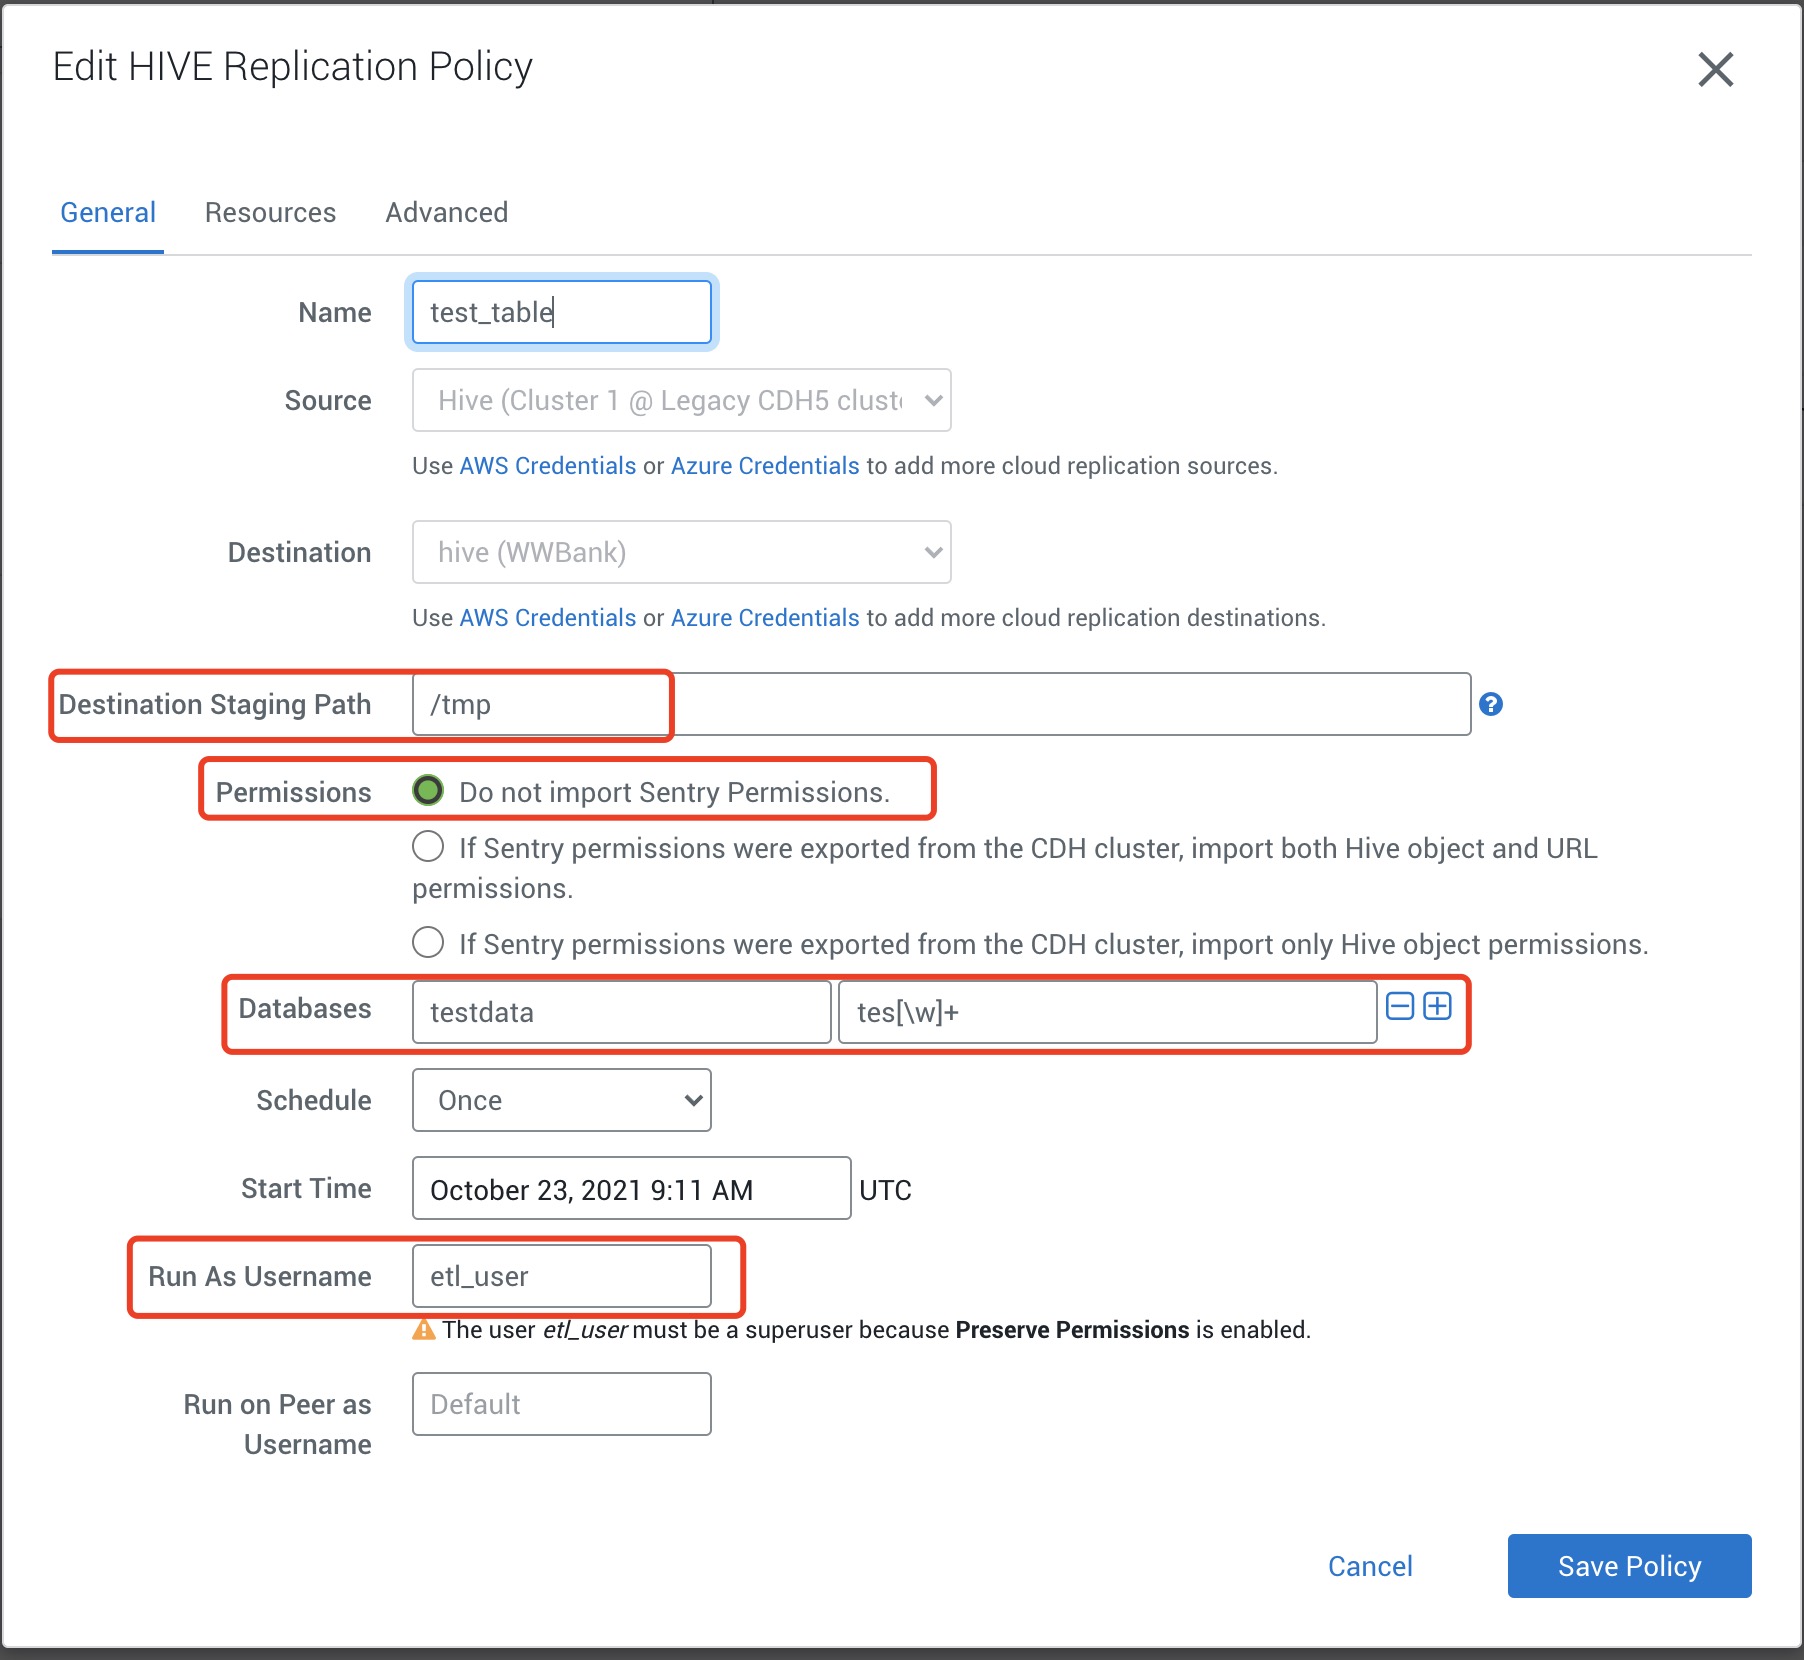 Edit HIVE Replication Policy
General Resources Advanced
Name test_table
Source Hive (Cluster 1 @ Legacy CDH5 cluste
Use AWS Credentials or Azure Credentials to add more cloud replication sources.
Destination hive (WWBank)
Use AWS Credentials or Azure Credentials to add more cloud replication destinations.
Destination Staging Path /tmp ?
Permissions Do not import Sentry Permissions.
If Sentry permissions were exported from the CDH cluster, import both Hive object and URL
permissions.
If Sentry permissions were exported from the CDH cluster, import only Hive object permissions.
Databases testdata tes[\w]+
Schedule Once
Start Time October 23, 2021 9:11 AM UTC
Run As Username etl_user
The user etl_user must be a superuser because Preserve Permissions is enabled.
Run on Peer as Default
Username
Cancel Save Policy